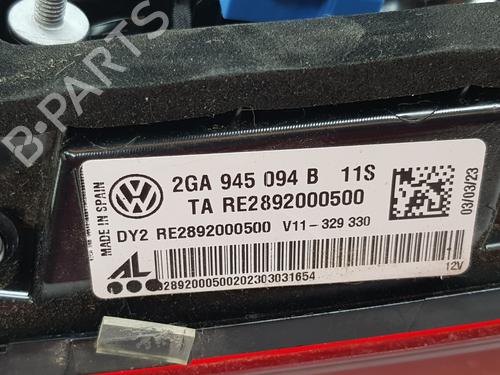 B-PARTS
MADE IN SPAIN
2GA 945 094 B 11S
TA RE2892000500
DY2 RE2892000500 V11-329 330
03/03/23
AL
2892000500202303031654
12V